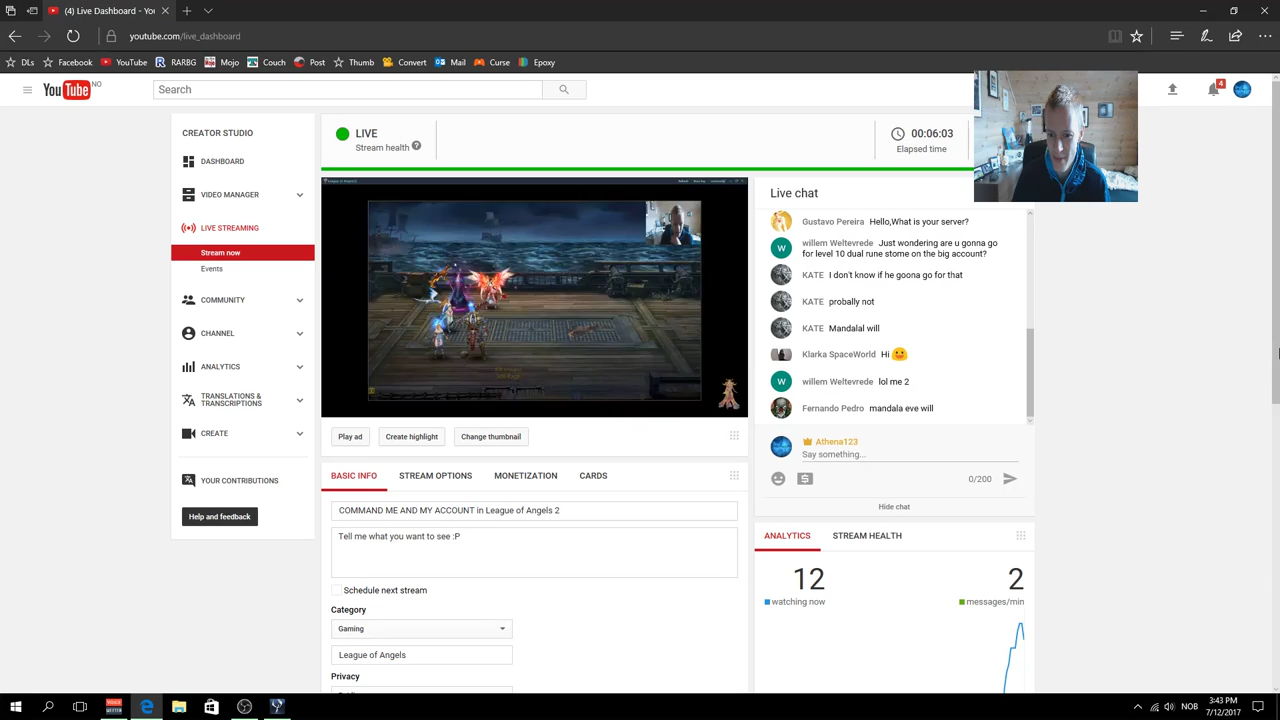 (4) Live Dashboard - Yo
youtube.com/live_dashboard
DLs
Facebook
YouTube
RARBG
Mojo
Couch
Post
Thumb
Convert
Mail
Curse
Epoxy
YouTube NO
Search
4
CREATOR STUDIO
DASHBOARD
VIDEO MANAGER
LIVE STREAMING
Stream now
Events
COMMUNITY
CHANNEL
ANALYTICS
TRANSLATIONS &
TRANSCRIPTIONS
CREATE
YOUR CONTRIBUTIONS
Help and feedback
LIVE
Stream health ?
00:06:03
Elapsed time
Play ad
Create highlight
Change thumbnail
BASIC INFO
STREAM OPTIONS
MONETIZATION
CARDS
COMMAND ME AND MY ACCOUNT in League of Angels 2
Tell me what you want to see :P
Schedule next stream
Category
Gaming
League of Angels
Privacy
Live chat
Gustavo Pereira Hello,What is your server?
W willem Weltevrede Just wondering are u gonna go
for level 10 dual rune stome on the big account?
KATE I don't know if he goona go for that
KATE probally not
KATE Mandalal will
Klarka SpaceWorld Hi
W willem Weltevrede lol me 2
Fernando Pedro mandala eve will
Athena123
Say something...
0/200
Hide chat
ANALYTICS
STREAM HEALTH
12
watching now
2
messages/min
NOB
3:43 PM
7/12/2017